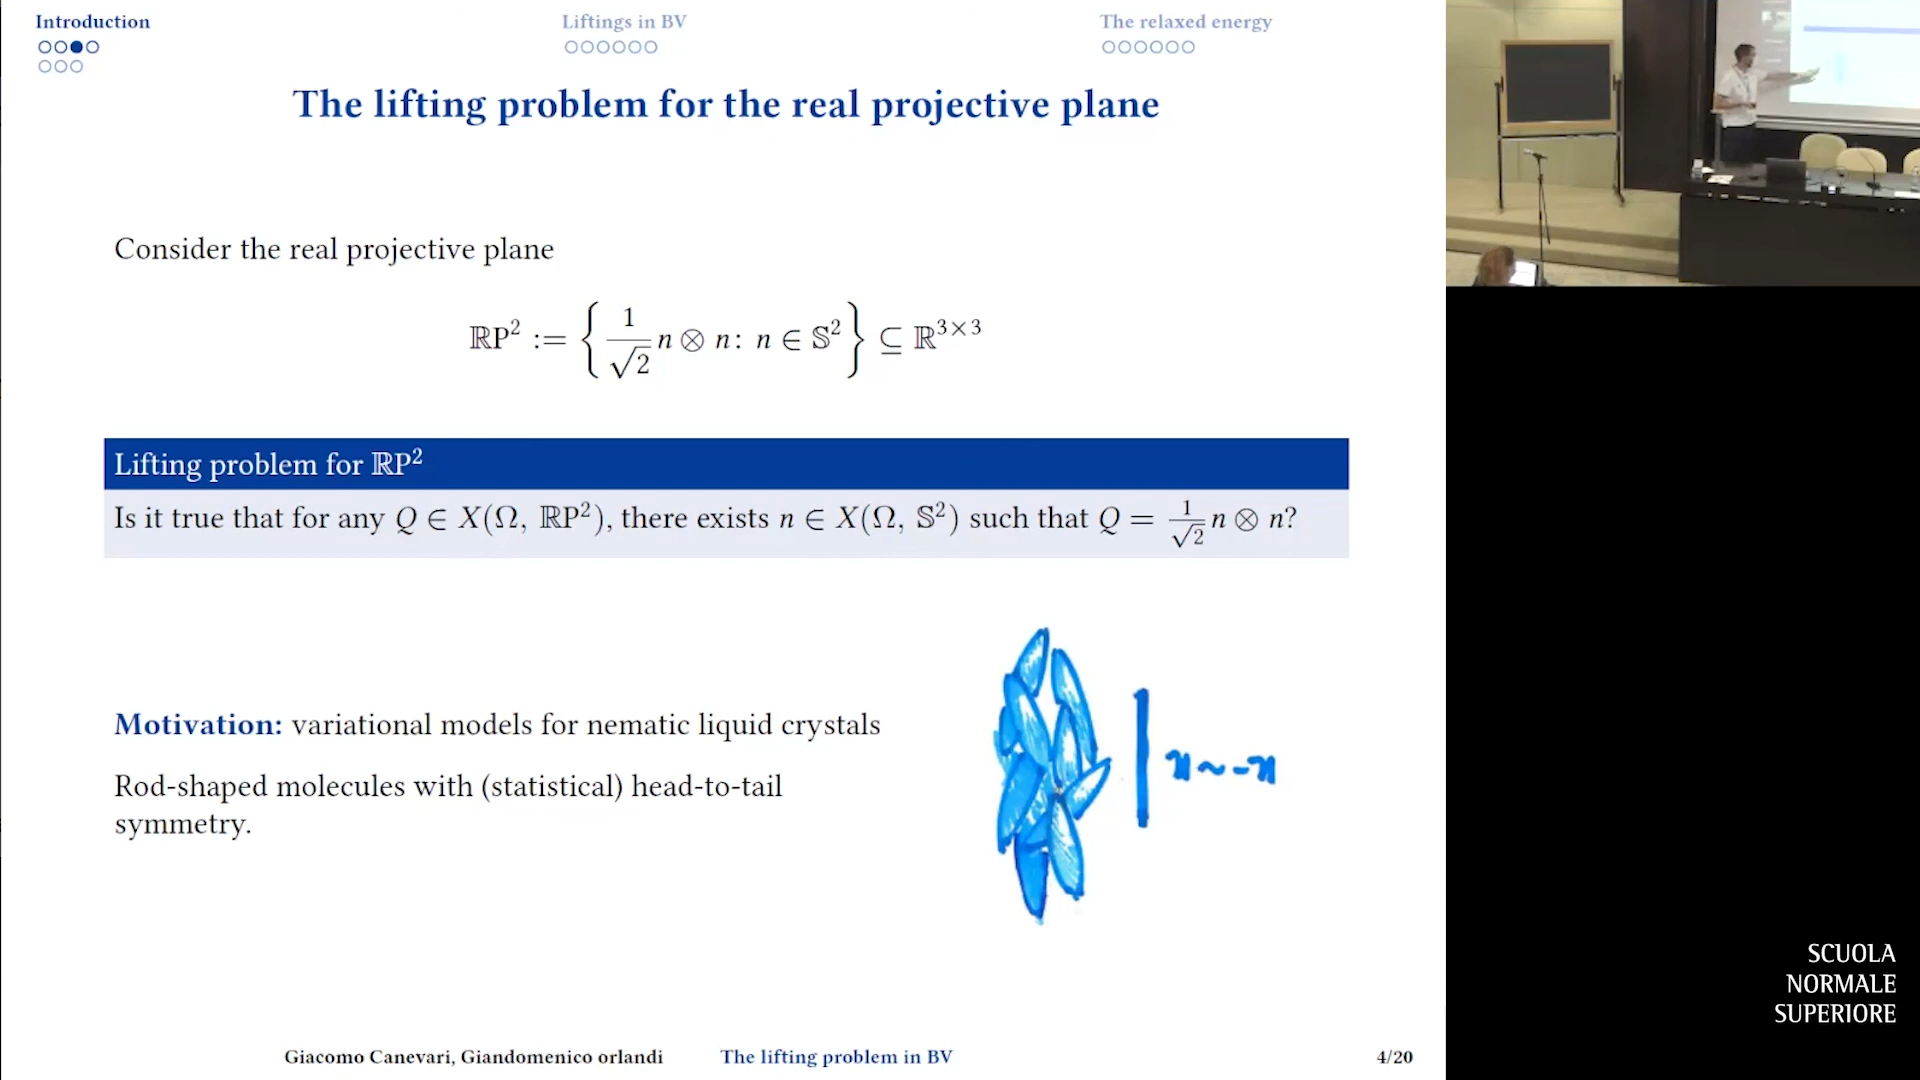 Introduction
Liftings in BV
The relaxed energy
The lifting problem for the real projective plane
Consider the real projective plane
ℝP² := { 1/√2 n ⊗ n : n ∈ 𝕊² } ⊆ ℝ³ˣ³
Lifting problem for ℝP²
Is it true that for any Q ∈ X(Ω, ℝP²), there exists n ∈ X(Ω, 𝕊²) such that Q = 1/√2 n ⊗ n?
Motivation: variational models for nematic liquid crystals
Rod-shaped molecules with (statistical) head-to-tail
symmetry.
n ~ -n
Giacomo Canevari, Giandomenico orlandi
The lifting problem in BV
4/20
SCUOLA
NORMALE
SUPERIORE